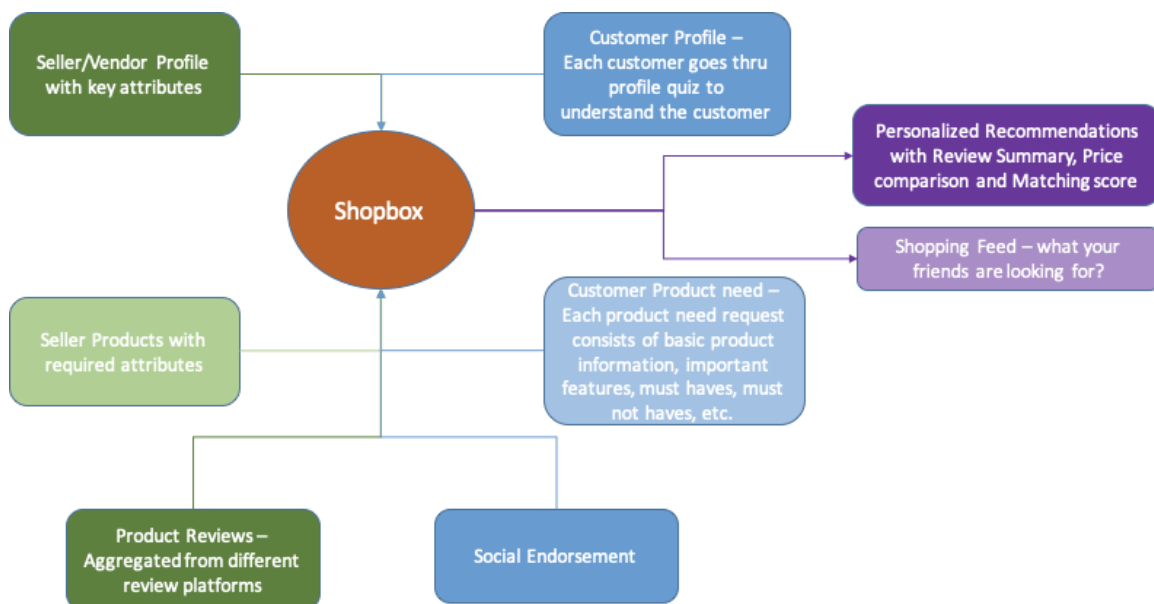 Seller/Vendor Profile
with key attributes
Customer Profile –
Each customer goes thru
profile quiz to
understand the customer
Personalized Recommendations
with Review Summary, Price
comparison and Matching score
Shopbox
Shopping Feed – what your
friends are looking for?
Seller Products with
required attributes
Customer Product need –
Each product need request
consists of basic product
information, important
features, must haves, must
not haves, etc.
Product Reviews –
Aggregated from different
review platforms
Social Endorsement